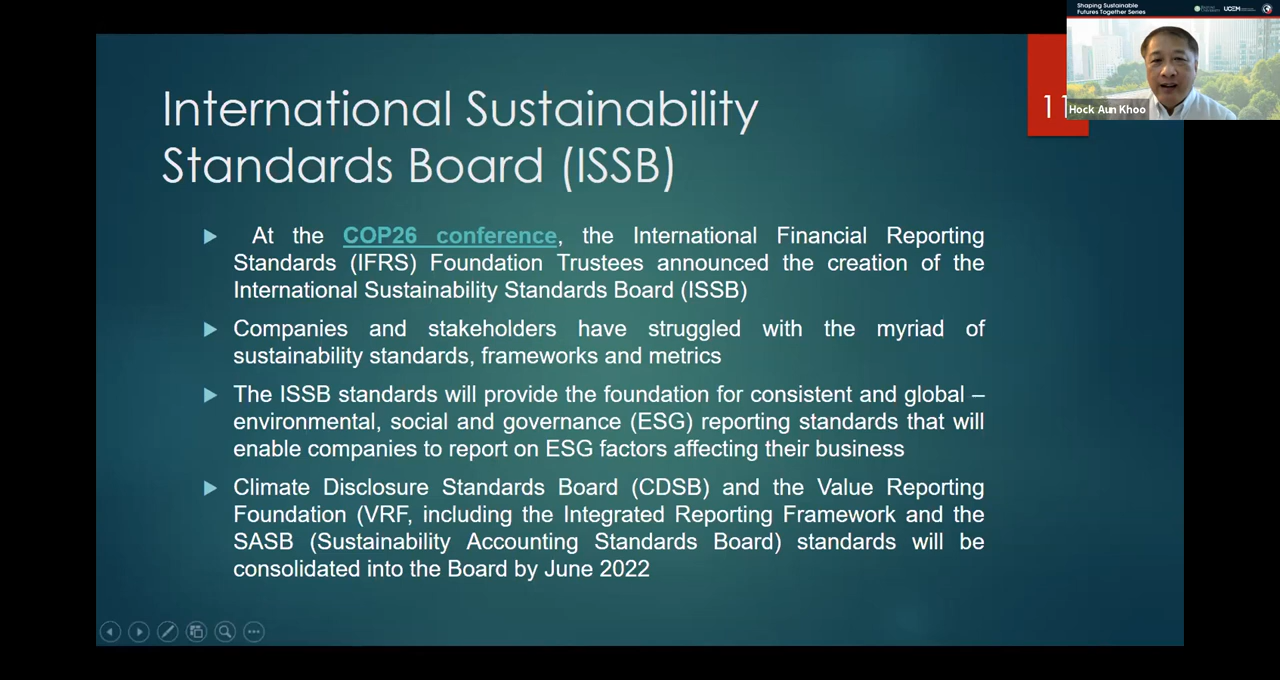 Shaping Sustainable
Futures Together Series
UCEM
Hock Aun Khoo
11
International Sustainability
Standards Board (ISSB)
At the COP26 conference, the International Financial Reporting
Standards (IFRS) Foundation Trustees announced the creation of the
International Sustainability Standards Board (ISSB)
Companies and stakeholders have struggled with the myriad of
sustainability standards, frameworks and metrics
The ISSB standards will provide the foundation for consistent and global –
environmental, social and governance (ESG) reporting standards that will
enable companies to report on ESG factors affecting their business
Climate Disclosure Standards Board (CDSB) and the Value Reporting
Foundation (VRF, including the Integrated Reporting Framework and the
SASB (Sustainability Accounting Standards Board) standards will be
consolidated into the Board by June 2022